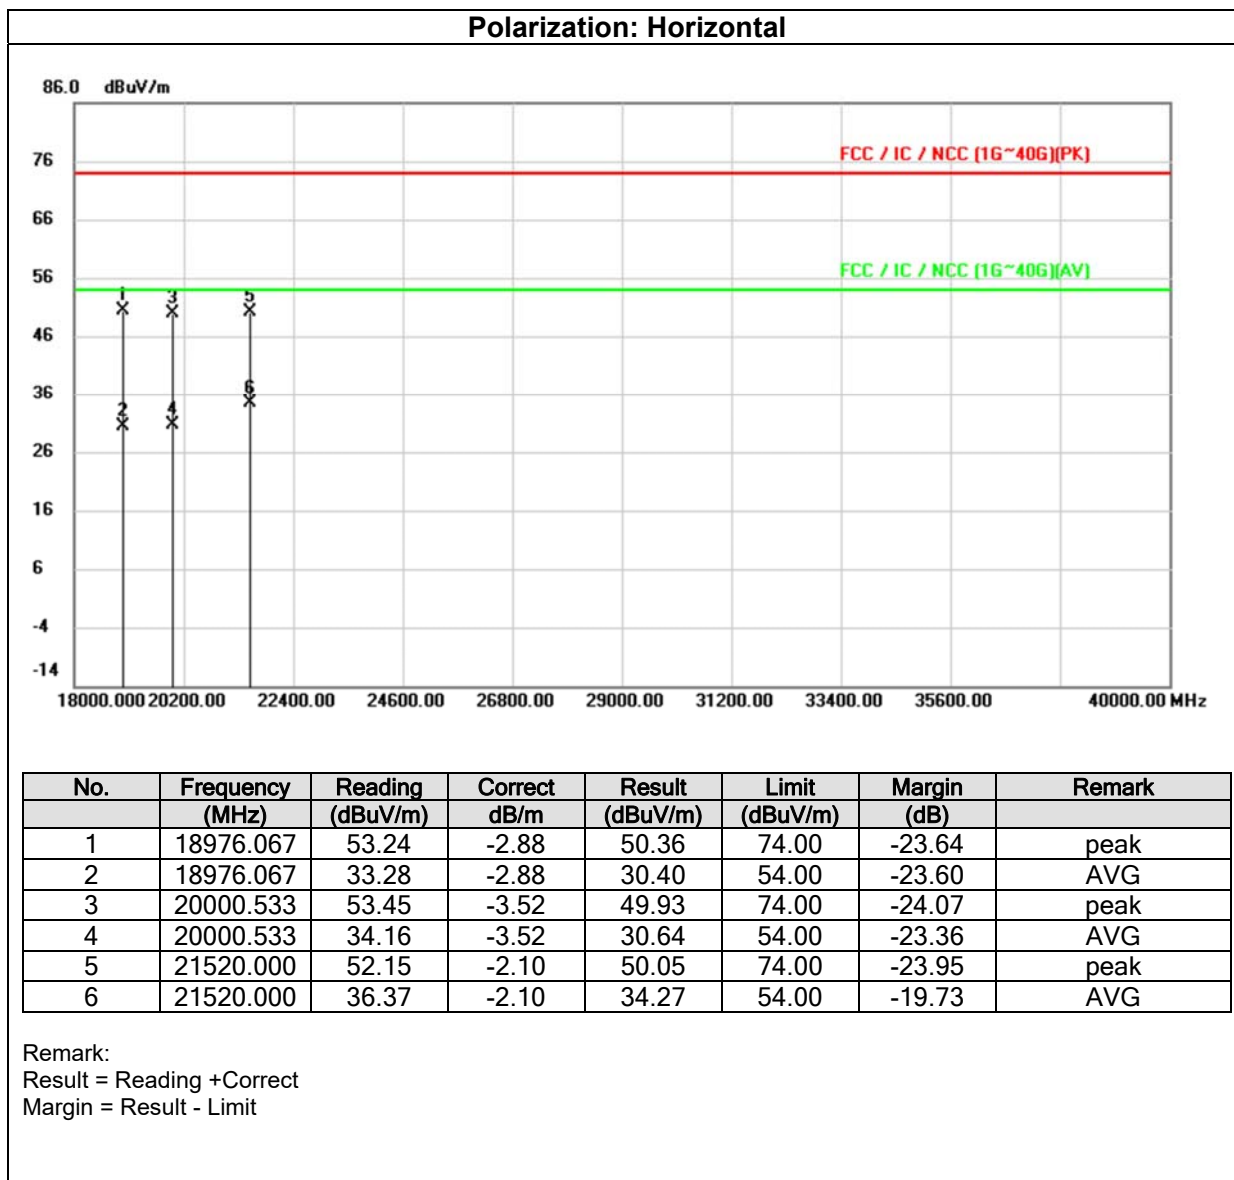 Polarization: Horizontal
86.0 dBuV/m
76
FCC / IC / NCC (1G~40G)(PK)
66
56
FCC / IC / NCC (1G~40G)(AV)
1 3 5
46
6
36
2 4
26
16
6
-4
-14
18000.000 20200.00 22400.00 24600.00 26800.00 29000.00 31200.00 33400.00 35600.00 40000.00 MHz
No. Frequency Reading Correct Result Limit Margin Remark
(MHz) (dBuV/m) dB/m (dBuV/m) (dBuV/m) (dB)
1 18976.067 53.24 -2.88 50.36 74.00 -23.64 peak
2 18976.067 33.28 -2.88 30.40 54.00 -23.60 AVG
3 20000.533 53.45 -3.52 49.93 74.00 -24.07 peak
4 20000.533 34.16 -3.52 30.64 54.00 -23.36 AVG
5 21520.000 52.15 -2.10 50.05 74.00 -23.95 peak
6 21520.000 36.37 -2.10 34.27 54.00 -19.73 AVG
Remark:
Result = Reading +Correct
Margin = Result - Limit